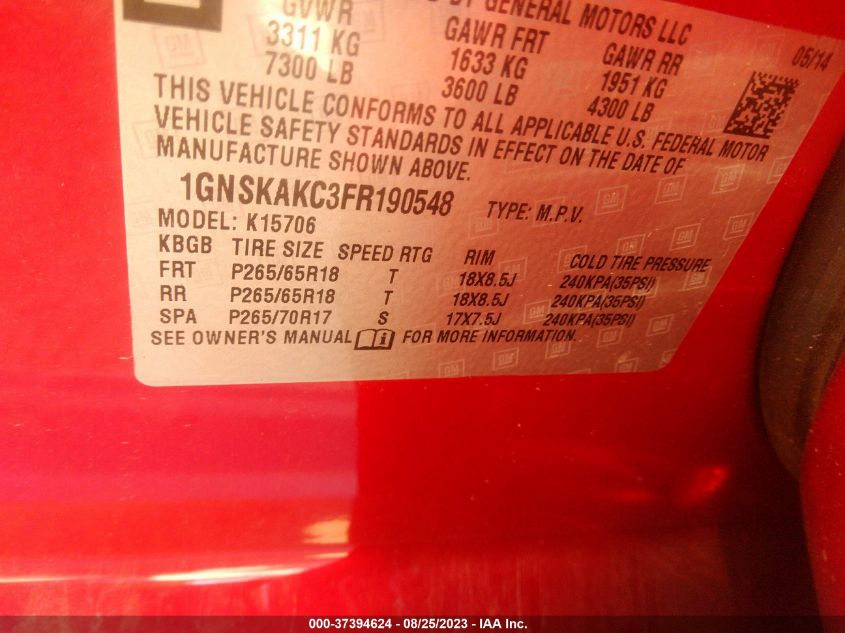 BY GENERAL MOTORS LLC
GVWR GAWR FRT GAWR RR 05/14
3311 KG 1633 KG 1951 KG
7300 LB 3600 LB 4300 LB
THIS VEHICLE CONFORMS TO ALL APPLICABLE U.S. FEDERAL MOTOR
VEHICLE SAFETY STANDARDS IN EFFECT ON THE DATE OF
MANUFACTURE SHOWN ABOVE.
1GNSKAKC3FR190548 TYPE: M.P.V.
MODEL: K15706
KBGB TIRE SIZE SPEED RTG RIM COLD TIRE PRESSURE
FRT P265/65R18 T 18X8.5J 240KPA(35PSI)
RR P265/65R18 T 18X8.5J 240KPA(35PSI)
SPA P265/70R17 S 17X7.5J 240KPA(35PSI)
SEE OWNER'S MANUAL FOR MORE INFORMATION.
000-37394624 / 08/25/2023 - IAA Inc.